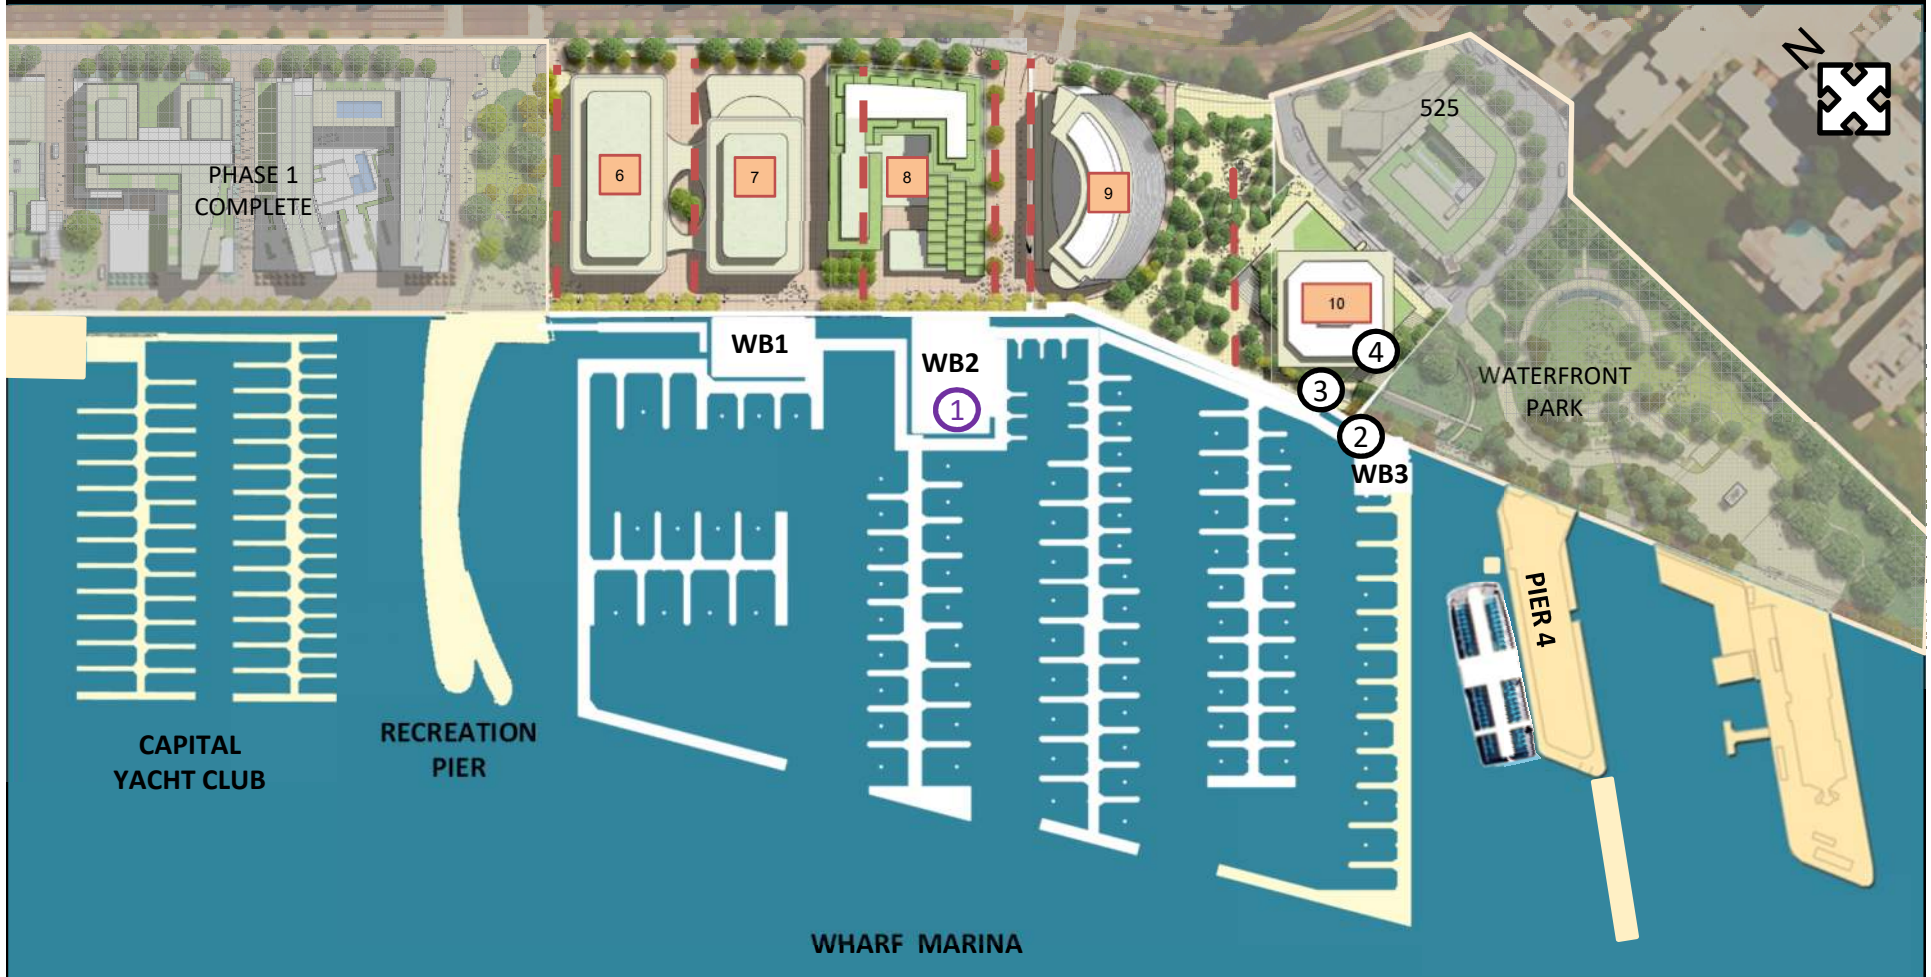 N
525
PHASE 1
COMPLETE
6
7
8
9
10
WB1
WB2
1
4
3
2
WB3
WATERFRONT
PARK
PIER 4
CAPITAL
YACHT CLUB
RECREATION
PIER
WHARF MARINA